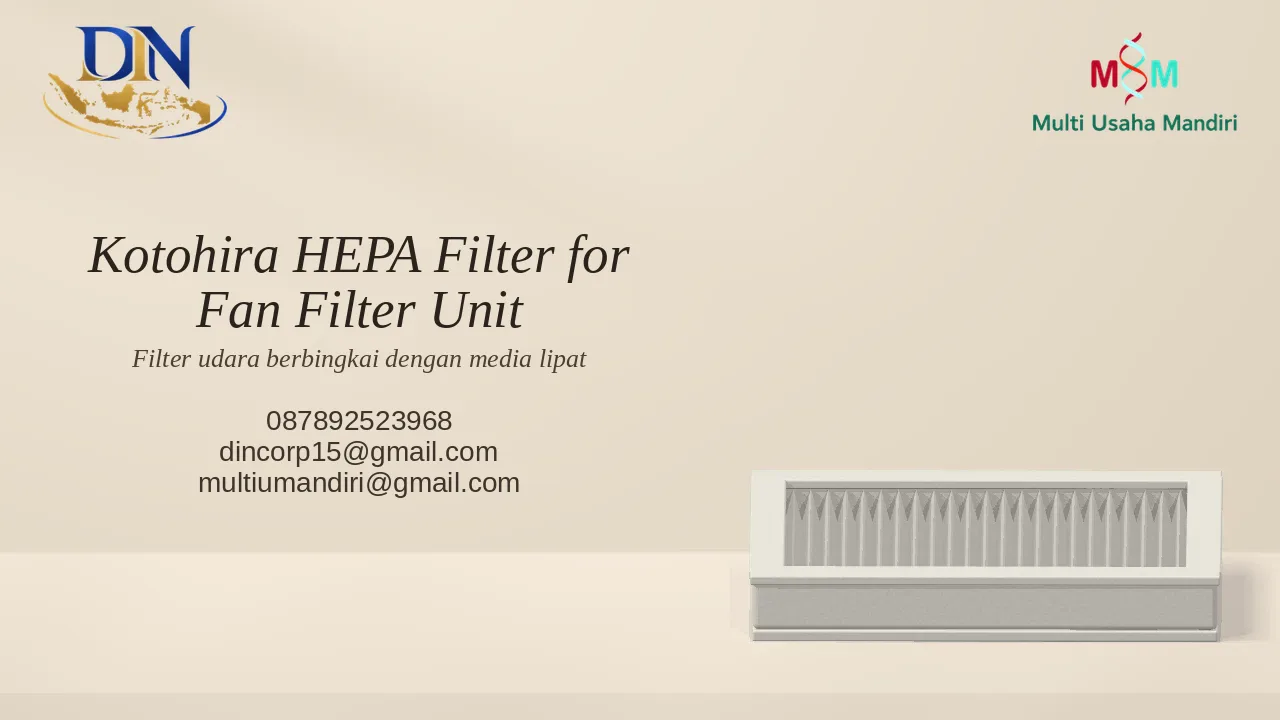 DIN
M M
Multi Usaha Mandiri
Kotohira HEPA Filter for
Fan Filter Unit
Filter udara berbingkai dengan media lipat
087892523968
dincorp15@gmail.com
multiumandiri@gmail.com